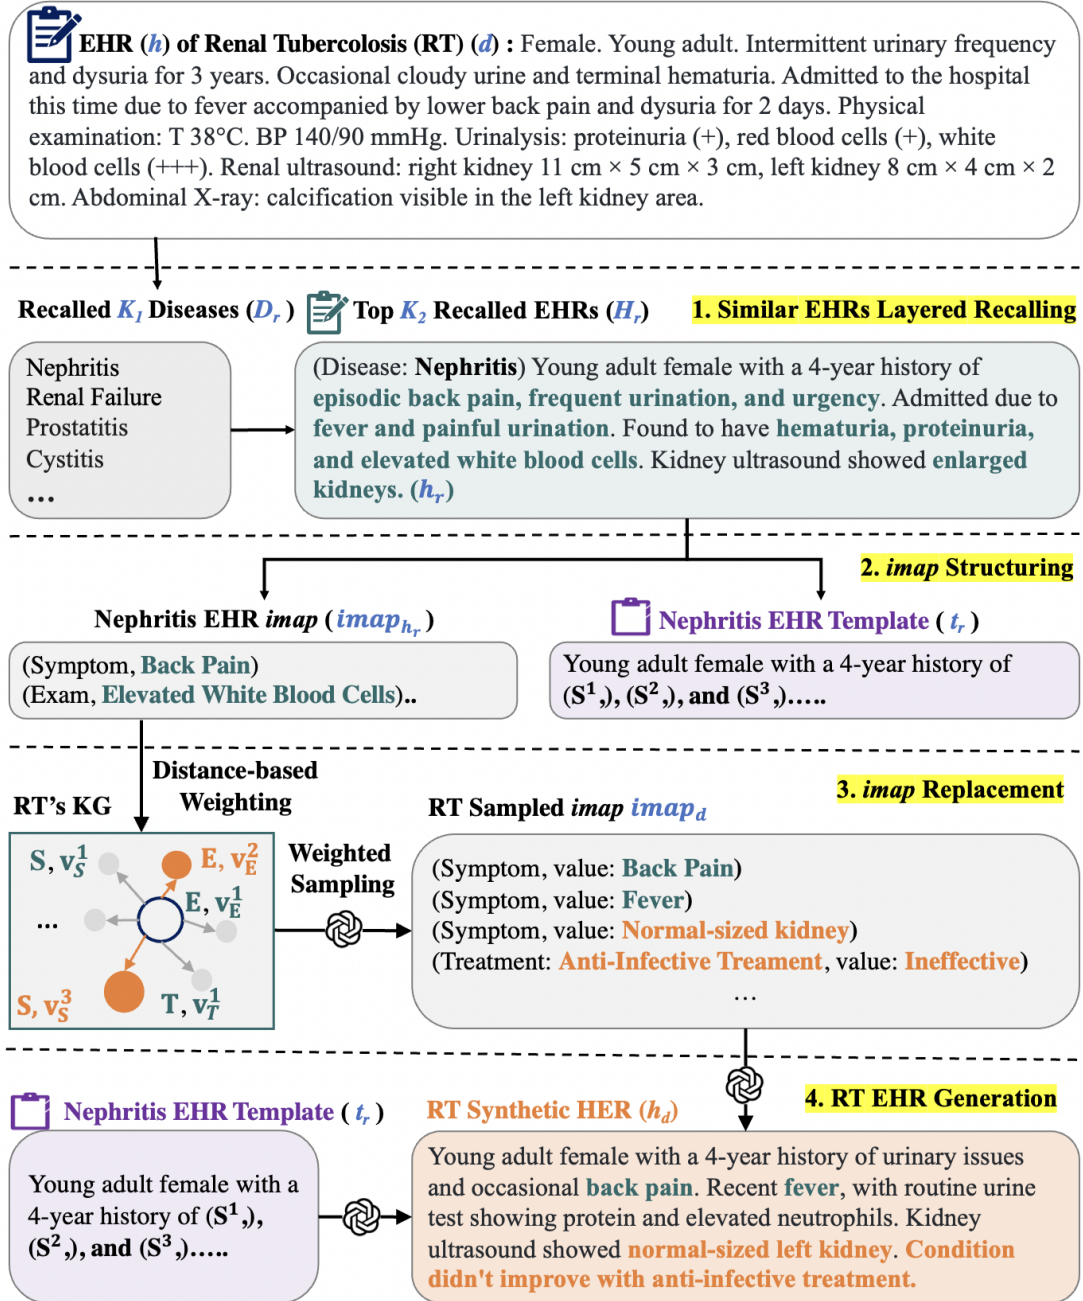 EHR (h) of Renal Tubercolosis (RT) (d) : Female. Young adult. Intermittent urinary frequency
and dysuria for 3 years. Occasional cloudy urine and terminal hematuria. Admitted to the hospital
this time due to fever accompanied by lower back pain and dysuria for 2 days. Physical
examination: T 38°C. BP 140/90 mmHg. Urinalysis: proteinuria (+), red blood cells (+), white
blood cells (+++). Renal ultrasound: right kidney 11 cm × 5 cm × 3 cm, left kidney 8 cm × 4 cm × 2
cm. Abdominal X-ray: calcification visible in the left kidney area.
1. Similar EHRs Layered Recalling
Recalled K₁ Diseases (Dᵣ )
Nephritis
Renal Failure
Prostatitis
Cystitis
...
Top K₂ Recalled EHRs (Hᵣ)
(Disease: Nephritis) Young adult female with a 4-year history of
episodic back pain, frequent urination, and urgency. Admitted due to
fever and painful urination. Found to have hematuria, proteinuria,
and elevated white blood cells. Kidney ultrasound showed enlarged
kidneys. (hᵣ)
2. imap Structuring
Nephritis EHR imap (imap_hᵣ )
(Symptom, Back Pain)
(Exam, Elevated White Blood Cells)..
Nephritis EHR Template ( tᵣ )
Young adult female with a 4-year history of
(S¹,), (S²,), and (S³,).....
3. imap Replacement
Distance-based
Weighting
RT's KG
S, v_S^1
E, v_E^2
E, v_E^1
...
S, v_S^3
T, v_T^1
Weighted
Sampling
RT Sampled imap imap_d
(Symptom, value: Back Pain)
(Symptom, value: Fever)
(Symptom, value: Normal-sized kidney)
(Treatment: Anti-Infective Treament, value: Ineffective)
...
4. RT EHR Generation
Nephritis EHR Template ( tᵣ )
Young adult female with a
4-year history of (S¹,),
(S²,), and (S³,).....
RT Synthetic HER (h_d)
Young adult female with a 4-year history of urinary issues
and occasional back pain. Recent fever, with routine urine
test showing protein and elevated neutrophils. Kidney
ultrasound showed normal-sized left kidney. Condition
didn't improve with anti-infective treatment.